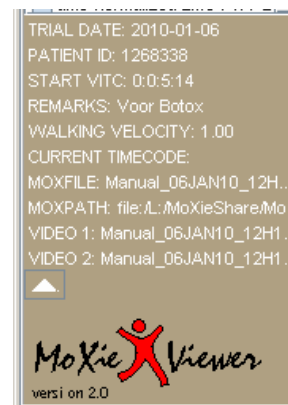 TRIAL DATE: 2010-01-06
PATIENT ID: 1268338
START VITC: 0:0:5:14
REMARKS: Voor Botox
WALKING VELOCITY: 1.00
CURRENT TIMECODE:
MOXFILE: Manual_06JAN10_12H..
MOXPATH: file:/L:/MoXieShare/Mo
VIDEO 1: Manual_06JAN10_12H1.
VIDEO 2: Manual_06JAN10_12H1.
MoXie Viewer
version 2.0